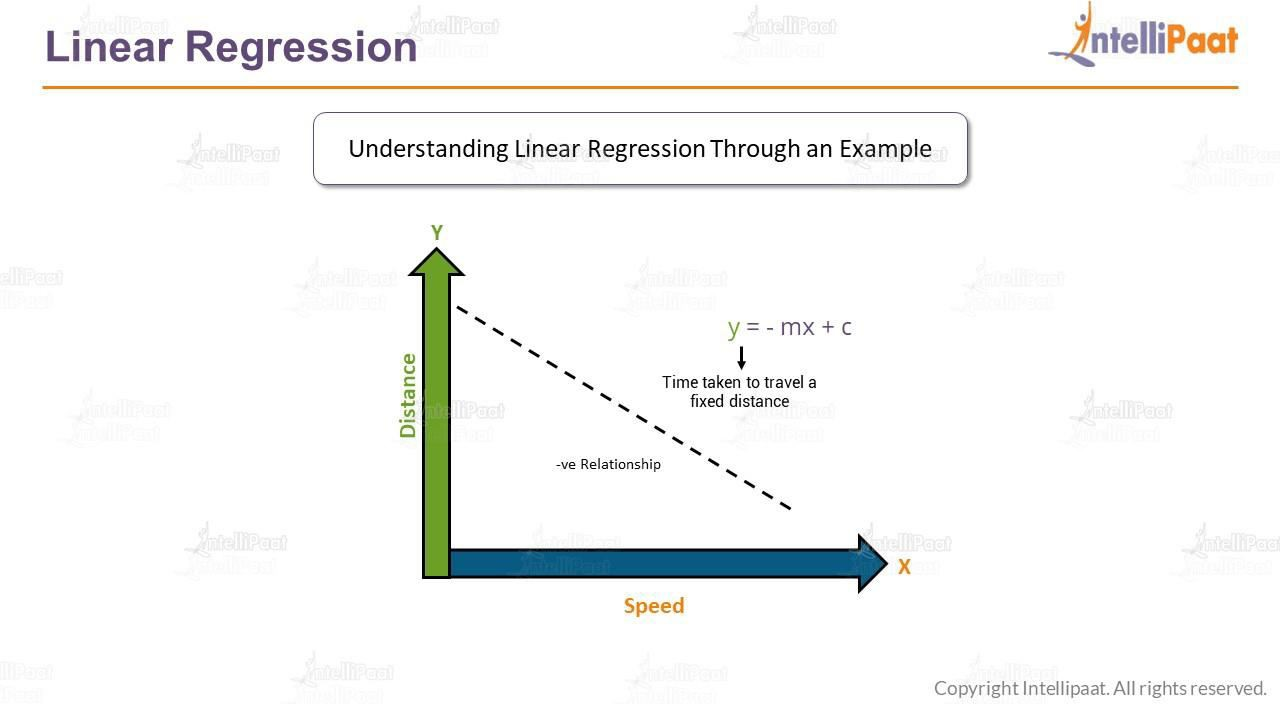 Linear Regression
IntelliPaat
Understanding Linear Regression Through an Example
Y
y = - mx + c
Time taken to travel a
fixed distance
Distance
-ve Relationship
X
Speed
Copyright Intellipaat. All rights reserved.